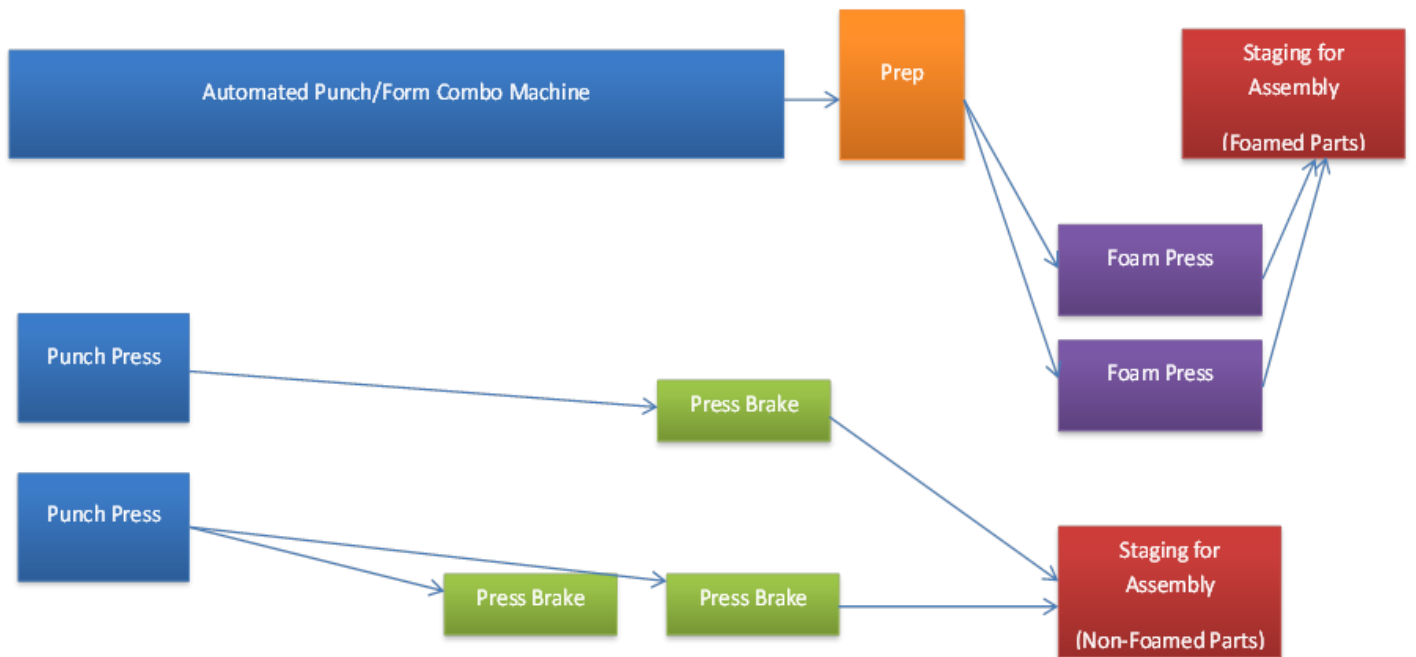 Automated Punch/Form Combo Machine
Prep
Staging for
Assembly
(Foamed Parts)
Foam Press
Punch Press
Foam Press
Press Brake
Punch Press
Staging for
Assembly
(Non-Foamed Parts)
Press Brake
Press Brake